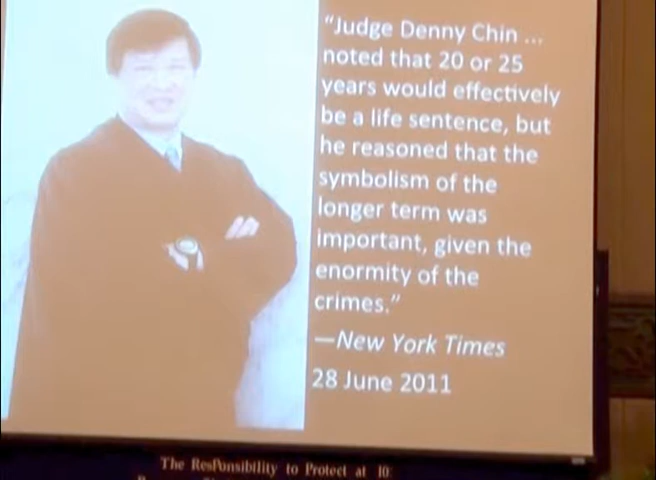 "Judge Denny Chin ...
noted that 20 or 25
years would effectively
be a life sentence, but
he reasoned that the
symbolism of the
longer term was
important, given the
enormity of the
crimes."
—New York Times
28 June 2011
The Responsibility to Protect at 10